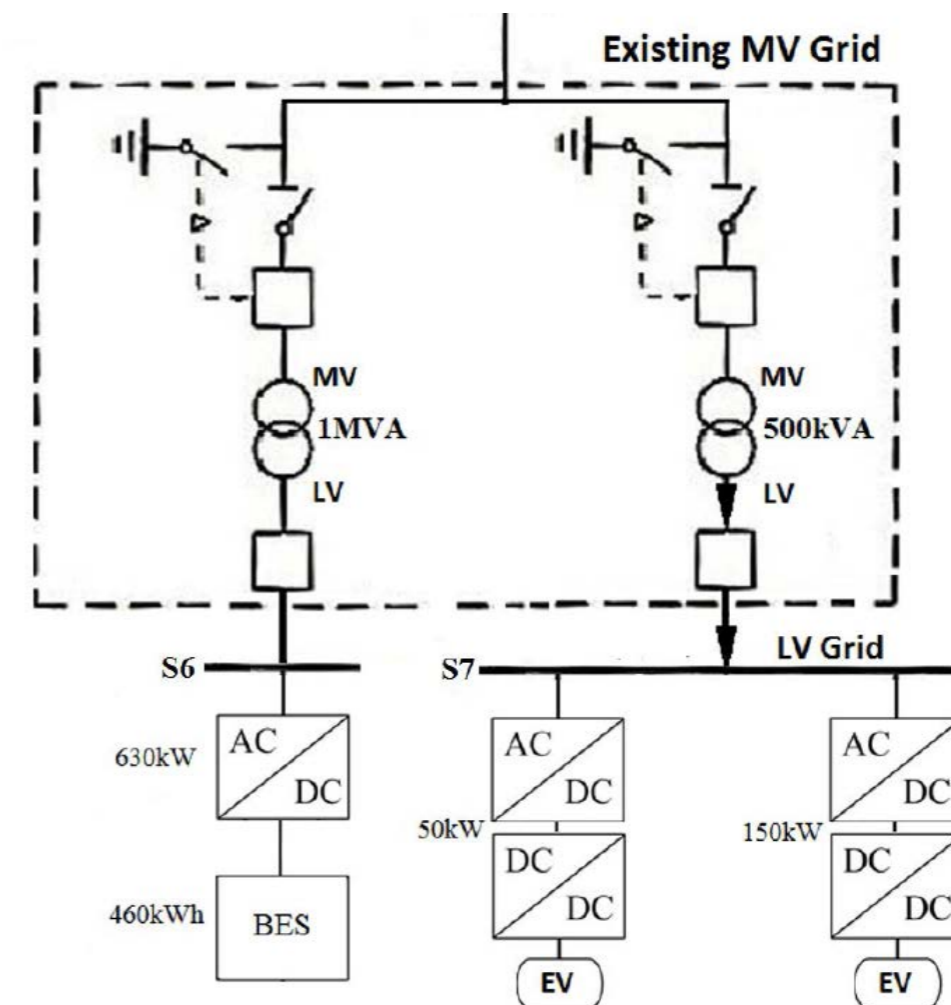 Existing MV Grid
MV
1MVA
LV
MV
500kVA
LV
S6
S7
LV Grid
630kW
AC
DC
460kWh
BES
50kW
AC
DC
DC
DC
EV
150kW
AC
DC
DC
DC
EV